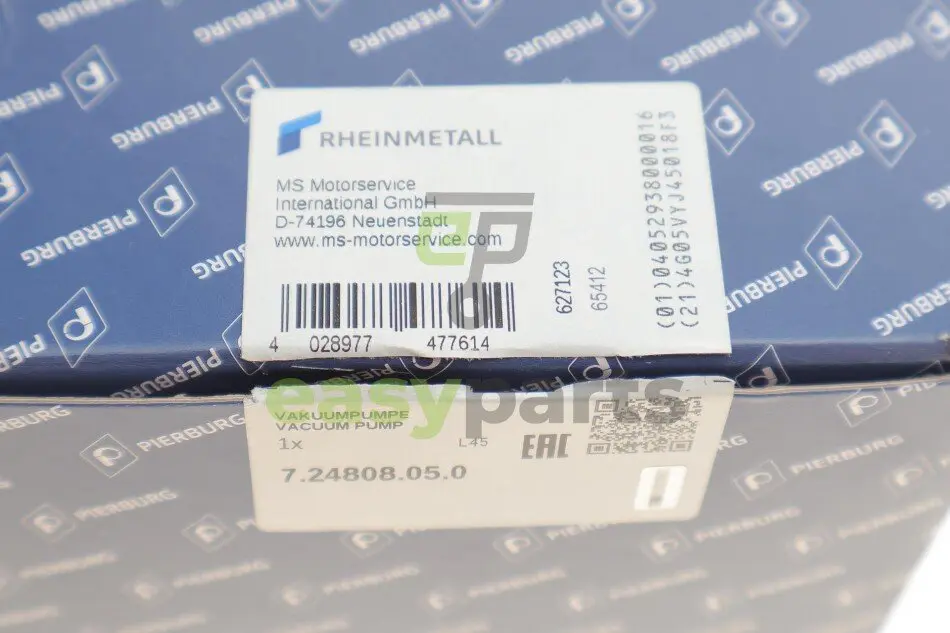 RHEINMETALL
MS Motorservice
International GmbH
D-74196 Neuenstadt
www.ms-motorservice.com
4 028977 477614
627123
65412
(01)04052938000016
(21)4G05VYJ45018F3
easyparts
VAKUUMPUMPE
VACUUM PUMP
1x
L45
EAC
7.24808.05.0
PIERBURG